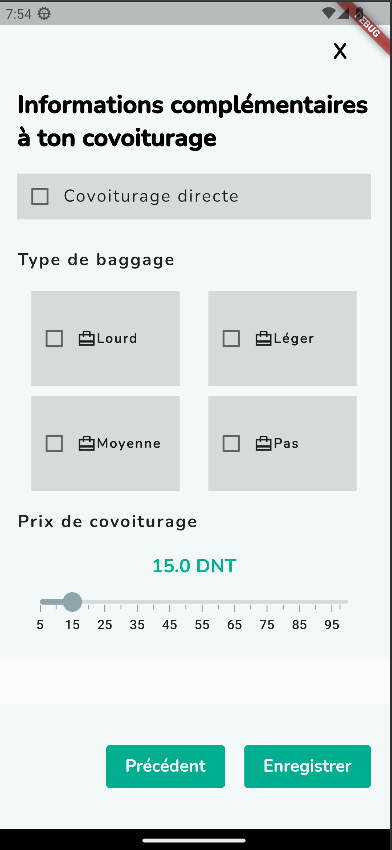 7:54
DEBUG
X
Informations complémentaires
à ton covoiturage
Covoiturage directe
Type de baggage
Lourd Léger
Moyenne Pas
Prix de covoiturage
15.0 DNT
5 15 25 35 45 55 65 75 85 95
Précédent Enregistrer